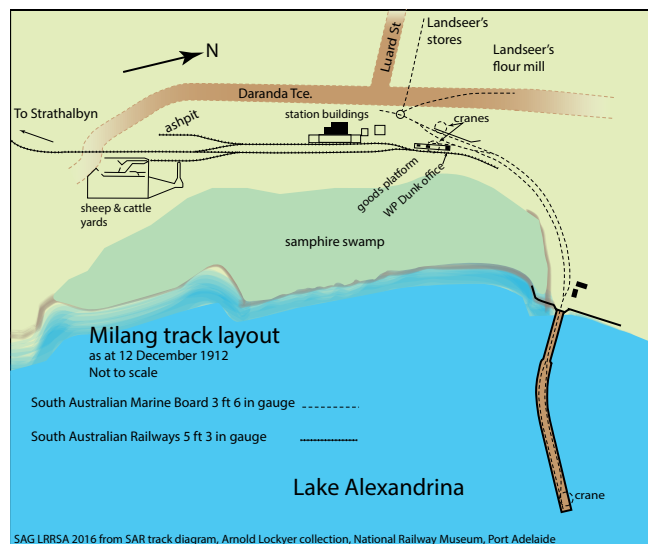 Landseer's
stores
Landseer's
flour mill
Luard St
N
Daranda Tce.
To Strathalbyn
ashpit
station buildings
cranes
goods platform
WP Dunk office
sheep & cattle
yards
samphire swamp
Milang track layout
as at 12 December 1912
Not to scale
South Australian Marine Board 3 ft 6 in gauge
South Australian Railways 5 ft 3 in gauge
Lake Alexandrina
crane
SAG LRRSA 2016 from SAR track diagram, Arnold Lockyer collection, National Railway Museum, Port Adelaide